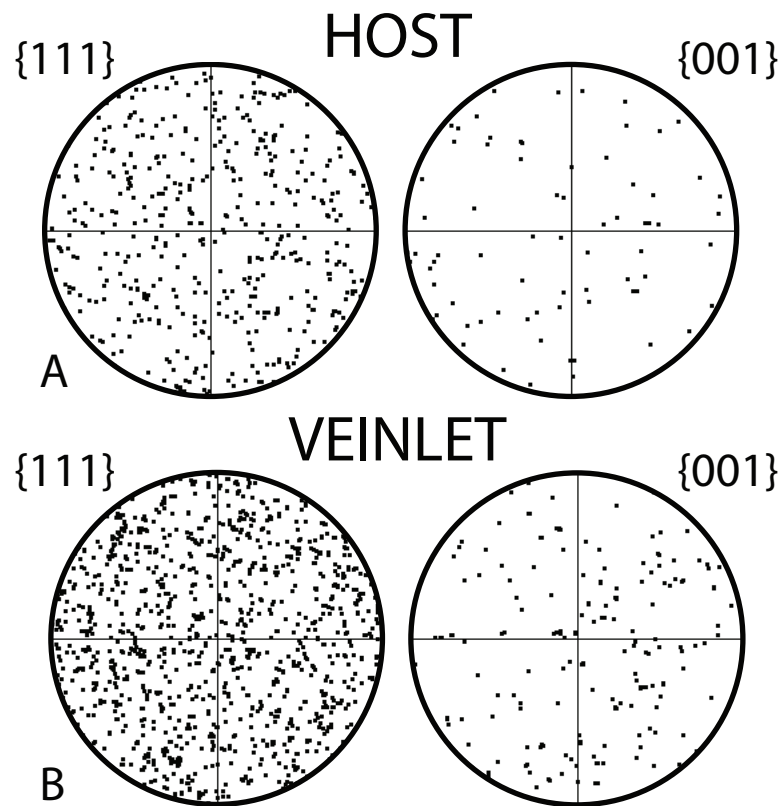 HOST
{111} {001}
A
VEINLET
{111} {001}
B